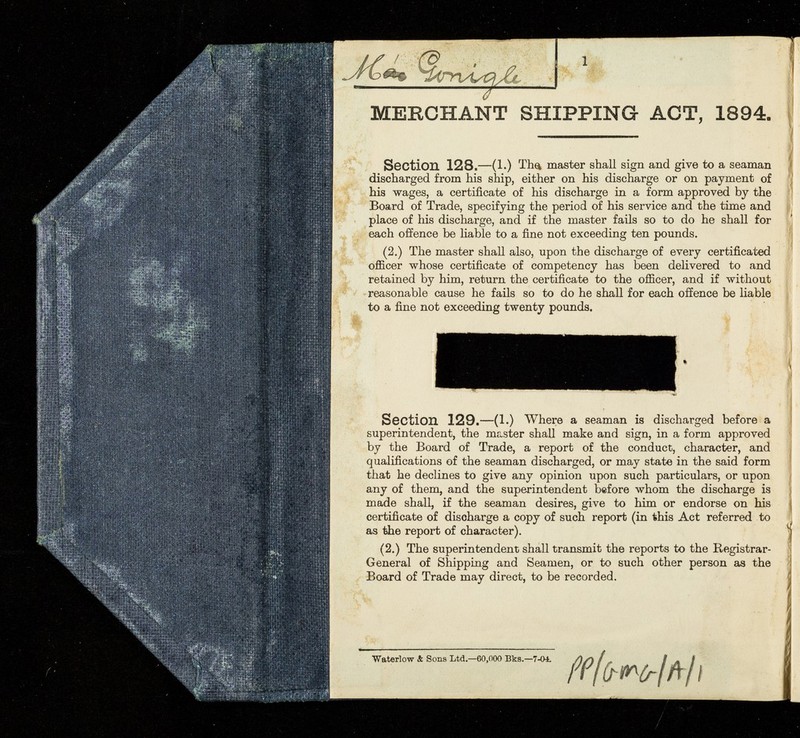 Mac Gonigle
1
MERCHANT SHIPPING ACT, 1894.
Section 128.—(1.) The master shall sign and give to a seaman
discharged from his ship, either on his discharge or on payment of
his wages, a certificate of his discharge in a form approved by the
Board of Trade, specifying the period of his service and the time and
place of his discharge, and if the master fails so to do he shall for
each offence be liable to a fine not exceeding ten pounds.
(2.) The master shall also, upon the discharge of every certificated
officer whose certificate of competency has been delivered to and
retained by him, return the certificate to the officer, and if without
reasonable cause he fails so to do he shall for each offence be liable
to a fine not exceeding twenty pounds.
Section 129.—(1.) Where a seaman is discharged before a
superintendent, the master shall make and sign, in a form approved
by the Board of Trade, a report of the conduct, character, and
qualifications of the seaman discharged, or may state in the said form
that he declines to give any opinion upon such particulars, or upon
any of them, and the superintendent before whom the discharge is
made shall, if the seaman desires, give to him or endorse on his
certificate of discharge a copy of such report (in this Act referred to
as the report of character).
(2.) The superintendent shall transmit the reports to the Registrar-
General of Shipping and Seamen, or to such other person as the
Board of Trade may direct, to be recorded.
Waterlow & Sons Ltd.—60,000 Bks.—7-04.
PP/GMG/A/1